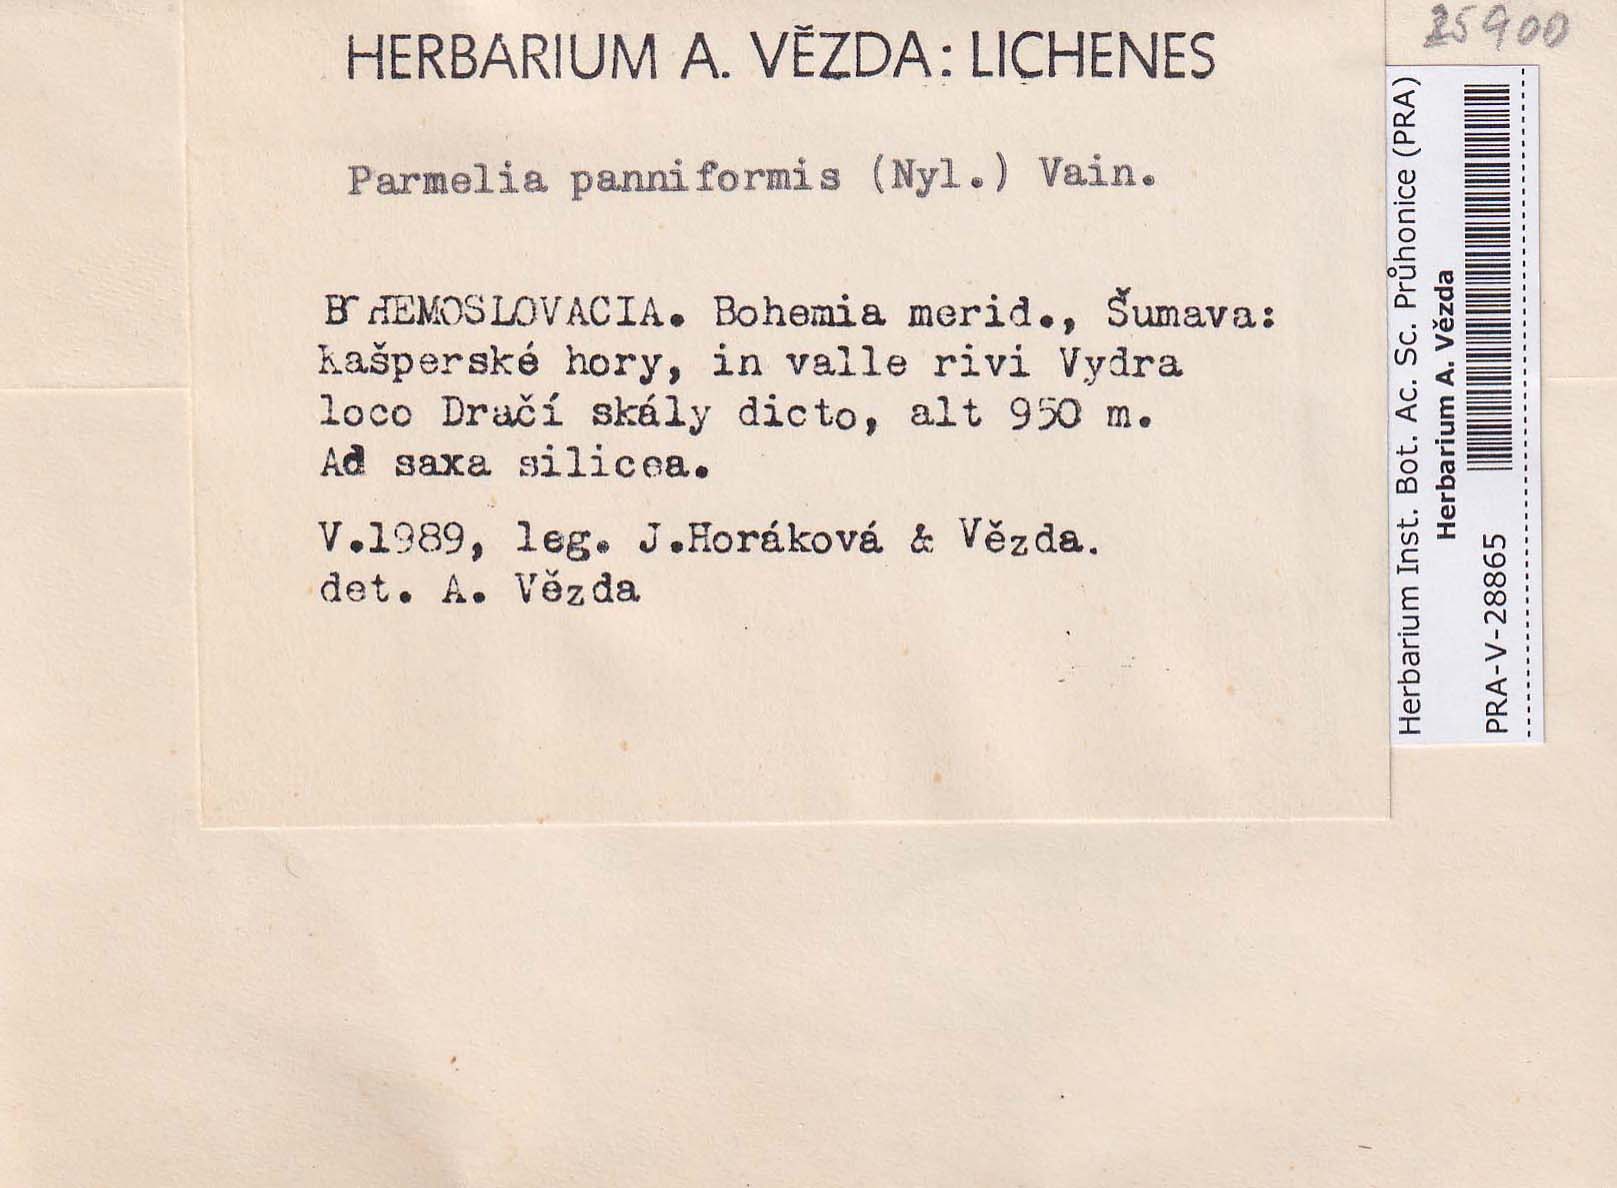 25900
HERBARIUM A. VĚZDA: LICHENES
Parmelia panniformis (Nyl.) Vain.
BOHEMOSLOVACIA. Bohemia merid., Šumava:
Kašperské hory, in valle rivi Vydra
loco Dračí skály dicto, alt 950 m.
Ad saxa silicea.
V.1989, leg. J.Horáková & Vězda.
det. A. Vězda
Herbarium Inst. Bot. Ac. Sc. Průhonice (PRA)
Herbarium A. Vězda
PRA-V-28865